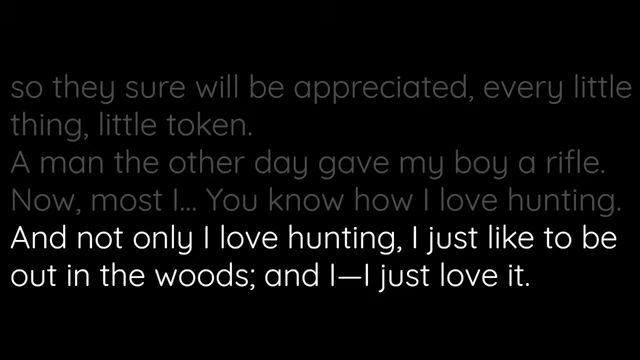 so they sure will be appreciated, every little
thing, little token.
A man the other day gave my boy a rifle.
Now, most I... You know how I love hunting.
And not only I love hunting, I just like to be
out in the woods; and I—I just love it.